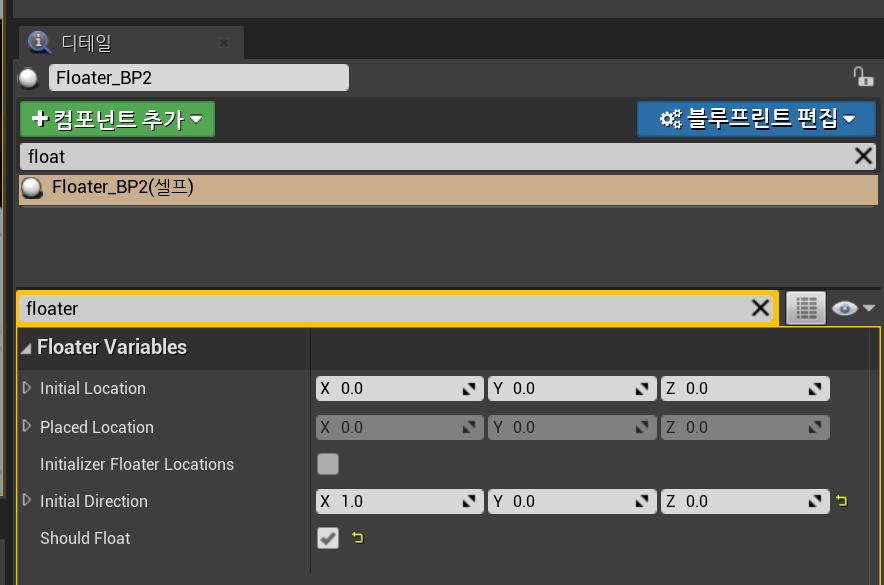 디테일
Floater_BP2
+컴포넌트 추가
블루프린트 편집
float
Floater_BP2(셀프)
floater
Floater Variables
Initial Location X 0.0 Y 0.0 Z 0.0
Placed Location X 0.0 Y 0.0 Z 0.0
Initializer Floater Locations
Initial Direction X 1.0 Y 0.0 Z 0.0
Should Float